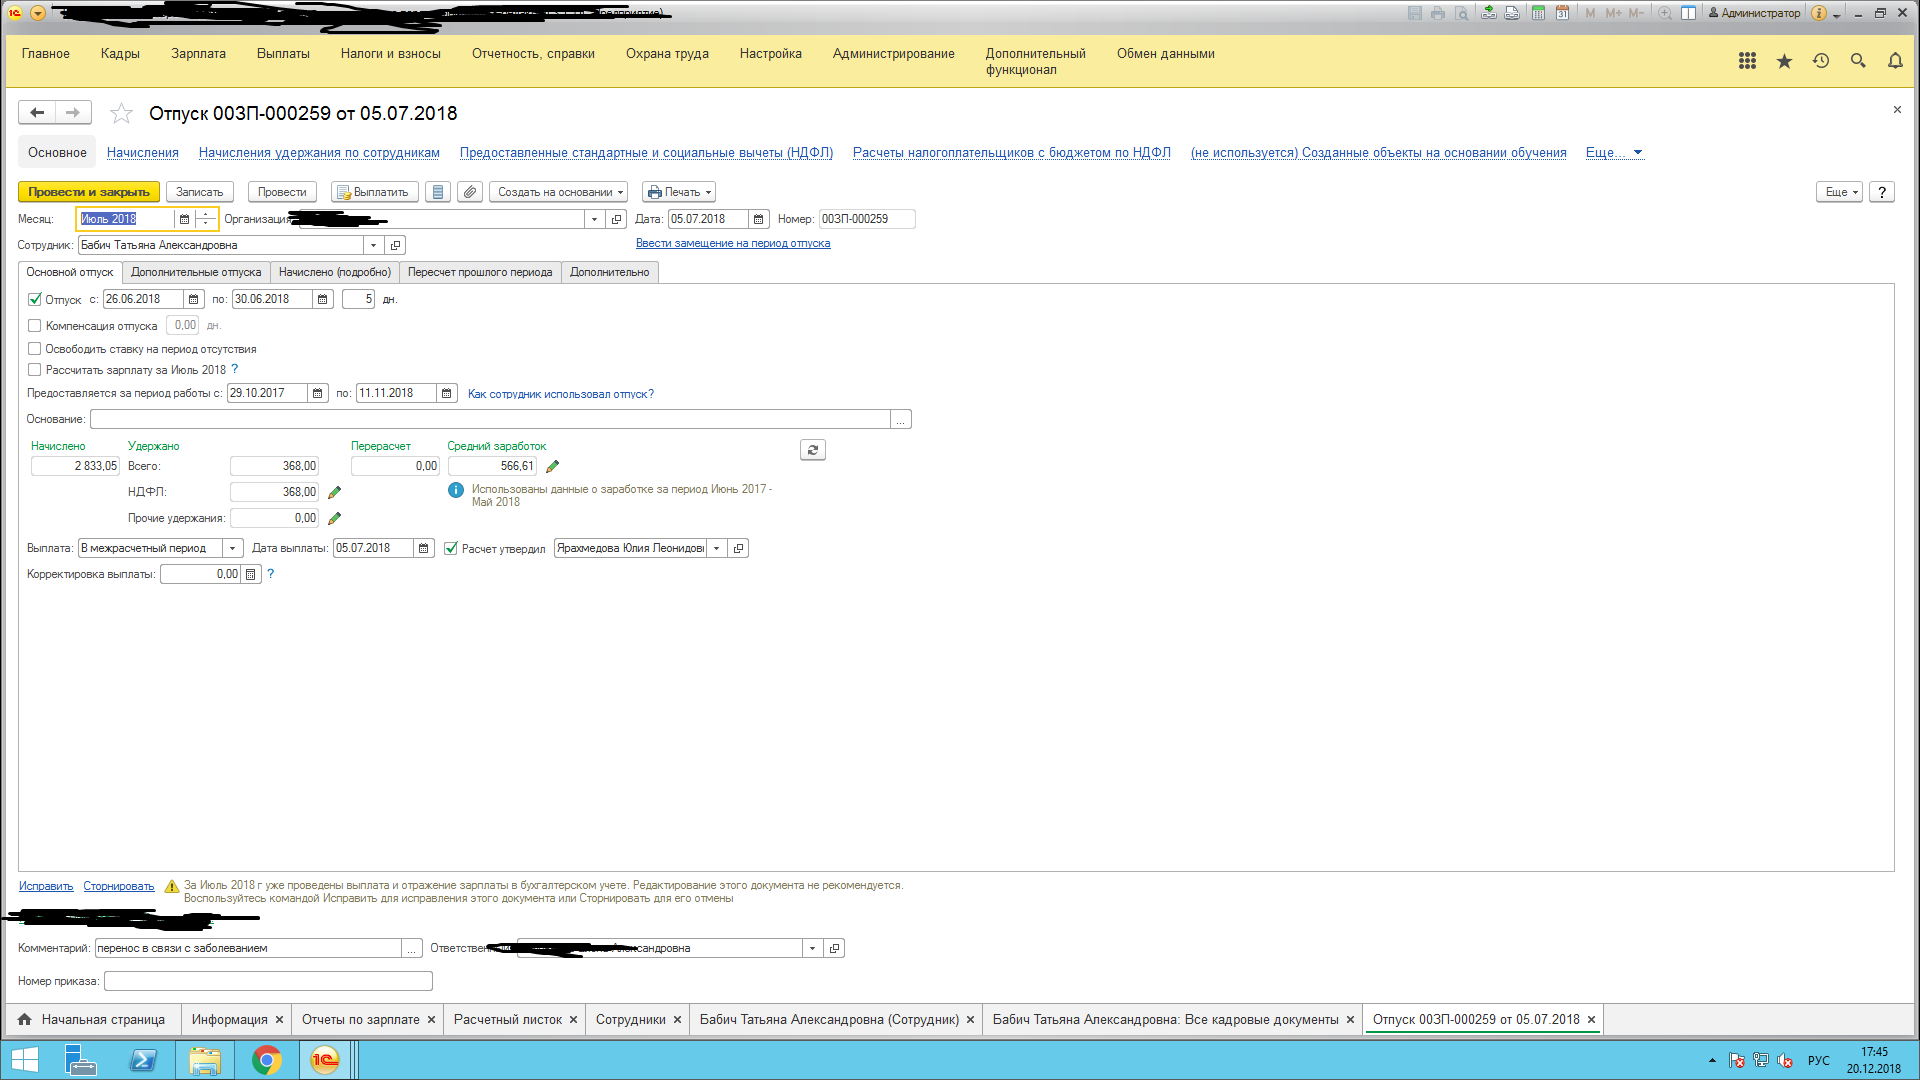 Администратор
M M+ M-
Главное Кадры Зарплата Выплаты Налоги и взносы Отчетность, справки Охрана труда Настройка Администрирование Дополнительный функционал Обмен данными
Отпуск 00ЗП-000259 от 05.07.2018
Основное Начисления Начисления удержания по сотрудникам Предоставленные стандартные и социальные вычеты (НДФЛ) Расчеты налогоплательщиков с бюджетом по НДФЛ (не используется) Созданные объекты на основании обучения Еще...
Провести и закрыть Записать Провести Выплатить Создать на основании Печать Еще ?
Месяц: Июль 2018 Организация Дата: 05.07.2018 Номер: 00ЗП-000259
Сотрудник: Бабич Татьяна Александровна Ввести замещение на период отпуска
Основной отпуск Дополнительные отпуска Начислено (подробно) Пересчет прошлого периода Дополнительно
Отпуск с: 26.06.2018 по: 30.06.2018 5 дн.
Компенсация отпуска 0,00 дн.
Освободить ставку на период отсутствия
Рассчитать зарплату за Июль 2018 ?
Предоставляется за период работы с: 29.10.2017 по: 11.11.2018 Как сотрудник использовал отпуск?
Основание: ...
Начислено Удержано Перерасчет Средний заработок
2 833,05 Всего: 368,00 0,00 566,61
НДФЛ: 368,00 Использованы данные о заработке за период Июнь 2017 -
Май 2018
Прочие удержания: 0,00
Выплата: В межрасчетный период Дата выплаты: 05.07.2018 Расчет утвердил Ярахмедова Юлия Леонидовн
Корректировка выплаты: 0,00 ?
Исправить Сторнировать За Июль 2018 г уже проведены выплата и отражение зарплаты в бухгалтерском учете. Редактирование этого документа не рекомендуется.
Воспользуйтесь командой Исправить для исправления этого документа или Сторнировать для его отмены
Комментарий: перенос в связи с заболеванием ...
Номер приказа:
Начальная страница Информация × Отчеты по зарплате × Расчетный листок × Сотрудники × Бабич Татьяна Александровна (Сотрудник) × Бабич Татьяна Александровна: Все кадровые документы × Отпуск 00ЗП-000259 от 05.07.2018 ×
РУС 17:45
20.12.2018